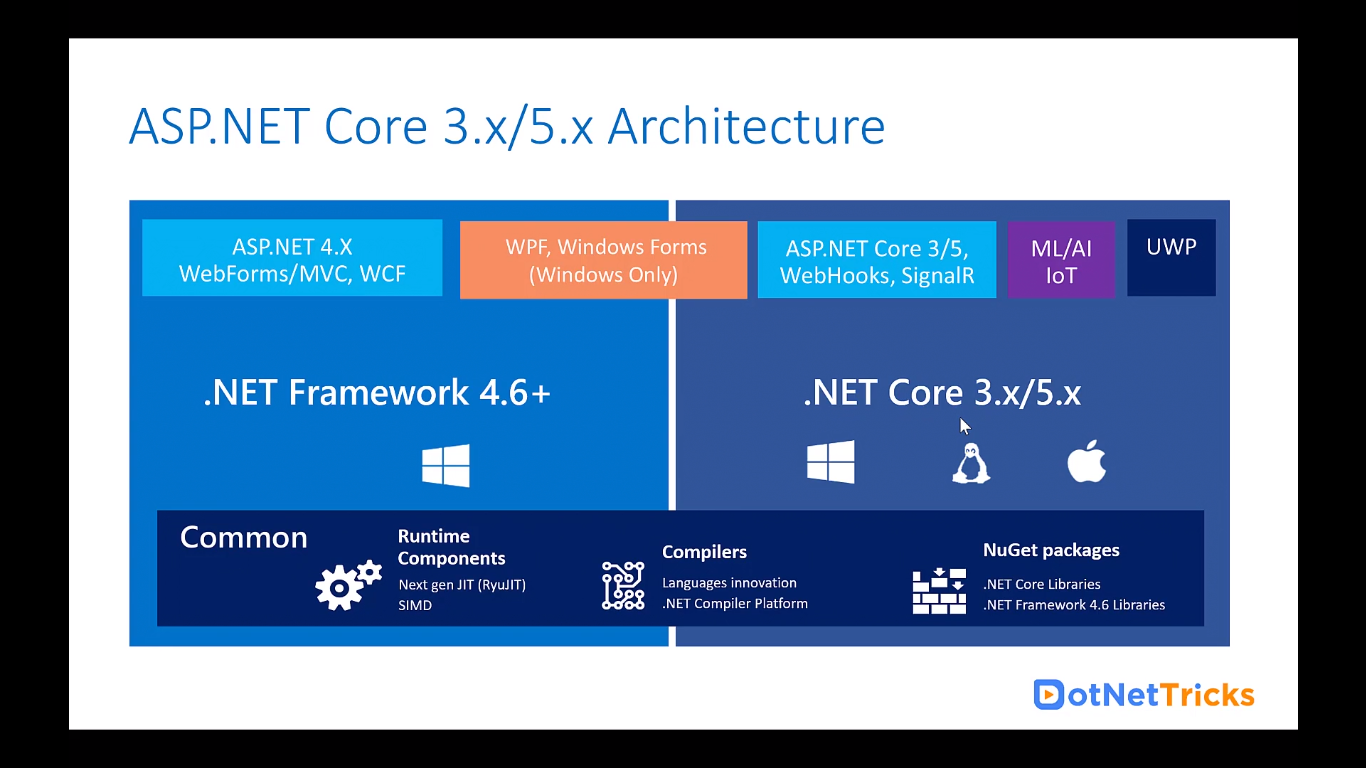 ASP.NET Core 3.x/5.x Architecture
ASP.NET 4.X
WebForms/MVC, WCF
WPF, Windows Forms
(Windows Only)
ASP.NET Core 3/5,
WebHooks, SignalR
ML/AI
IoT
UWP
.NET Framework 4.6+
.NET Core 3.x/5.x
Common
Runtime
Components
Next gen JIT (RyuJIT)
SIMD
Compilers
Languages innovation
.NET Compiler Platform
NuGet packages
.NET Core Libraries
.NET Framework 4.6 Libraries
DotNetTricks